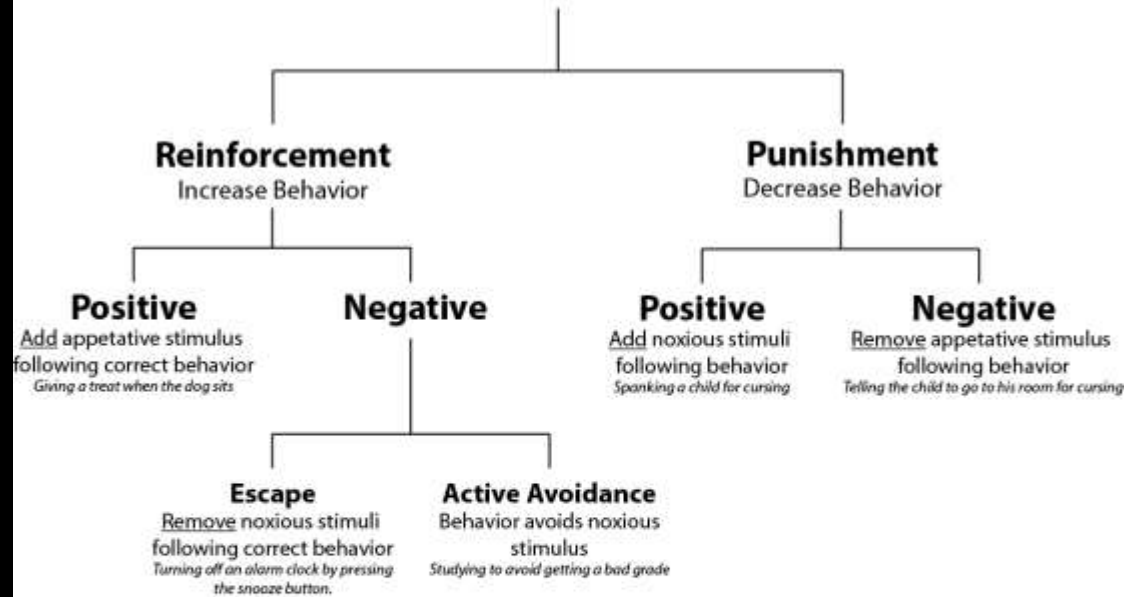 Reinforcement
Increase Behavior
Punishment
Decrease Behavior
Positive
Add appetative stimulus
following correct behavior
Giving a treat when the dog sits
Negative
Positive
Add noxious stimuli
following behavior
Spanking a child for cursing
Negative
Remove appetative stimulus
following behavior
Telling the child to go to his room for cursing
Escape
Remove noxious stimuli
following correct behavior
Turning off an alarm clock by pressing
the snooze button.
Active Avoidance
Behavior avoids noxious
stimulus
Studying to avoid getting a bad grade